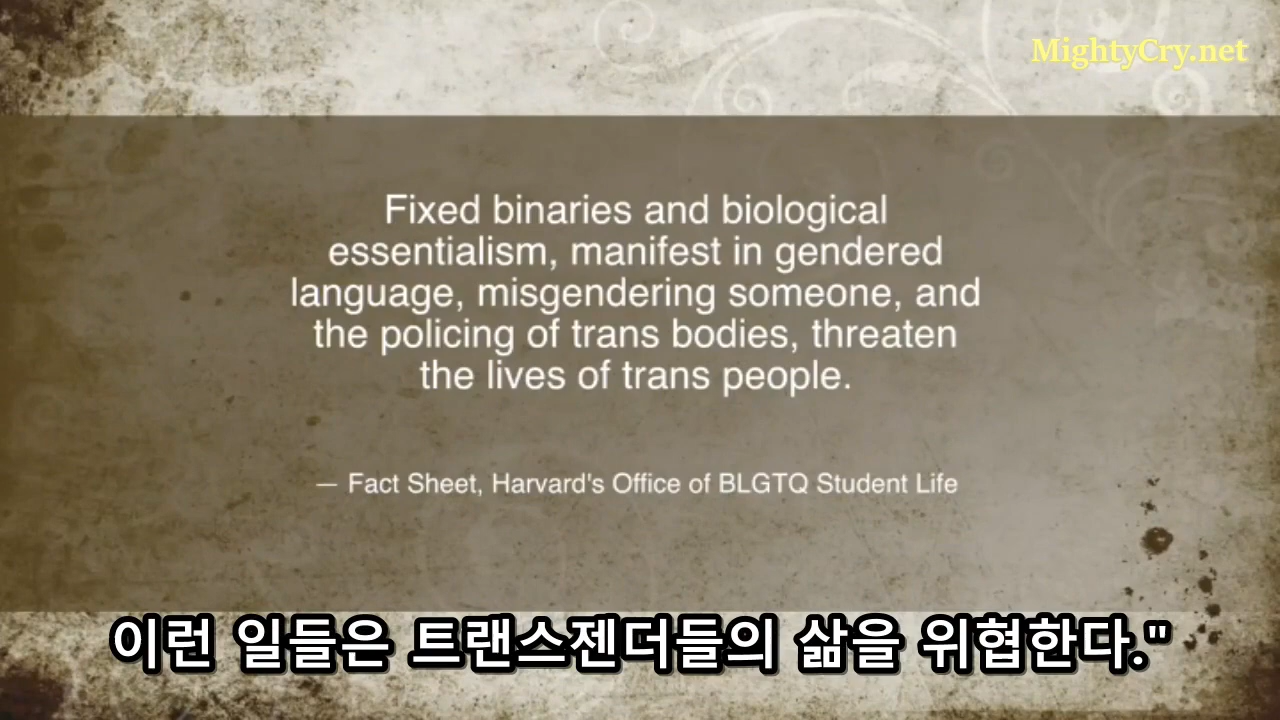 MightyCry.net
Fixed binaries and biological
essentialism, manifest in gendered
language, misgendering someone, and
the policing of trans bodies, threaten
the lives of trans people.
— Fact Sheet, Harvard's Office of BLGTQ Student Life
이런 일들은 트랜스젠더들의 삶을 위협한다."